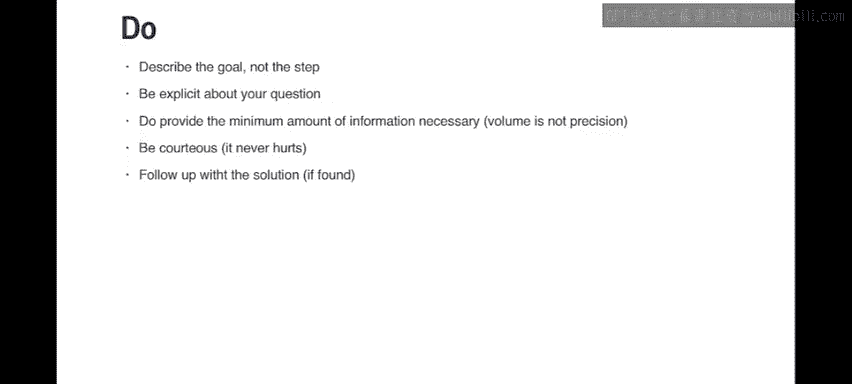 Do
· Describe the goal, not the step
· Be explicit about your question
· Do provide the minimum amount of information necessary (volume is not precision)
· Be courteous (it never hurts)
· Follow up witht the solution (if found)